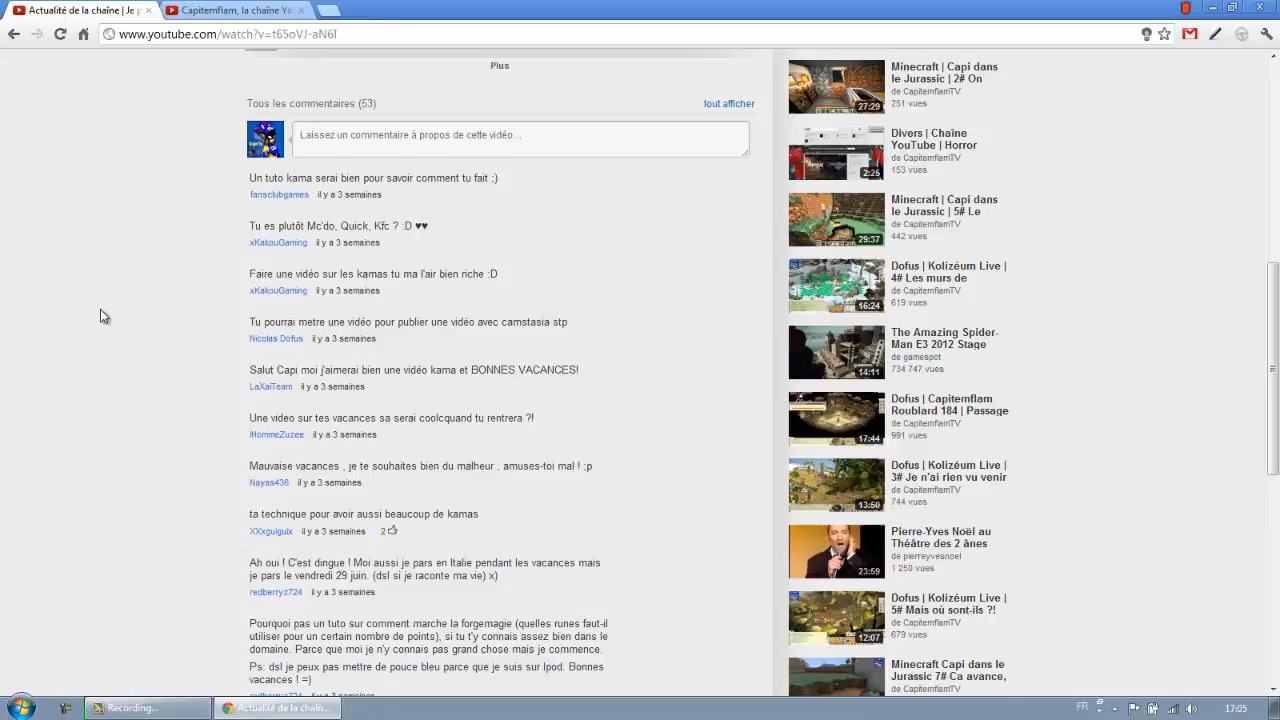 Actualité de la chaîne | Je p
Capitemflam, la chaîne Yo
www.youtube.com/watch?v=t65oVJ-aN6I
Plus
Tous les commentaires (53)
tout afficher
Laissez un commentaire à propos de cette vidéo...
Un tuto kama serai bien pour savoir comment tu fait ;)
fansclubgames il y a 3 semaines
Tu es plutôt Mc'do, Quick, Kfc ? :D ♥♥
xKakouGaming il y a 3 semaines
Faire une vidéo sur les kamas tu ma l'air bien riche :D
xKakouGaming il y a 3 semaines
Tu pourrai metre une vidéo pour publier une vidéo avec camstasia stp
Nicolas Dofus il y a 3 semaines
Salut Capi moi j'aimerai bien une vidéo kama et BONNES VACANCES!
LaXaiTeam il y a 3 semaines
Une video sur tes vacances sa serai coolcquand tu rentrera ?!
lHommeZuzee il y a 3 semaines
Mauvaise vacances , je te souhaites bien du malheur , amuses-toi mal ! ;p
Nayas436 il y a 3 semaines
ta technique pour avoir aussi beaucoup de kamas
XXxguiguix il y a 3 semaines 2
Ah oui ! C'est dingue ! Moi aussi je pars en Italie pendant les vacances mais
je pars le vendredi 29 juin. (dsl si je raconte ma vie) x)
redberryz724 il y a 3 semaines
Pourquoi pas un tuto sur comment marche la forgemagie (quelles runes faut-il
utiliser pour un certain nombre de points), si tu t'y connais assez bien dans le
domaine. Parce que moi je n'y connais pas grand chose mais je commence.
Ps: dsl je peux pas mettre de pouce bleu parce que je suis sur Ipod. Bonnes
vacances ! =)
redberryz724 il y a 3 semaines
27:29
Minecraft | Capi dans
le Jurassic | 2# On
de CapitemflamTV
251 vues
2:25
Divers | Chaîne
YouTube | Horror
de CapitemflamTV
153 vues
29:37
Minecraft | Capi dans
le Jurassic | 5# Le
de CapitemflamTV
442 vues
16:24
Dofus | Kolizéum Live |
4# Les murs de
de CapitemflamTV
619 vues
14:11
The Amazing Spider-
Man E3 2012 Stage
de gamespot
734 747 vues
17:44
Dofus | Capitemflam
Roublard 184 | Passage
de CapitemflamTV
991 vues
13:50
Dofus | Kolizéum Live |
3# Je n'ai rien vu venir
de CapitemflamTV
744 vues
23:59
Pierre-Yves Noël au
Théâtre des 2 ânes
de pierreyvesnoel
1 250 vues
12:07
Dofus | Kolizéum Live |
5# Mais où sont-ils ?!
de CapitemflamTV
679 vues
Minecraft Capi dans le
Jurassic 7# Ca avance,
de CapitemflamTV
Recording...
Actualité de la chaîn...
FR
17:05